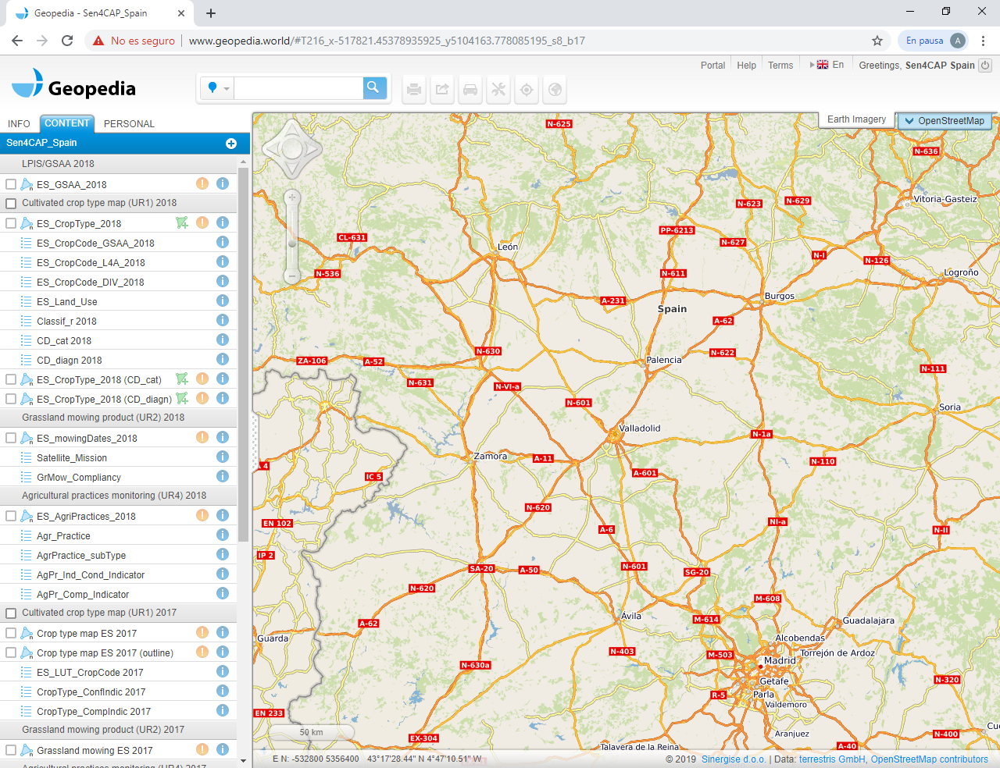 Geopedia - Sen4CAP_Spain
No es seguro
www.geopedia.world/#T216_x-517821.45378935925_y5104163.778085195_s8_b17
En pausa
A
Portal
Help
Terms
En
Greetings, Sen4CAP Spain
Geopedia
INFO
CONTENT
PERSONAL
Sen4CAP_Spain
LPIS/GSAA 2018
ES_GSAA_2018
Cultivated crop type map (UR1) 2018
ES_CropType_2018
ES_CropCode_GSAA_2018
ES_CropCode_L4A_2018
ES_CropCode_DIV_2018
ES_Land_Use
Classif_r 2018
CD_cat 2018
CD_diagn 2018
ES_CropType_2018 (CD_cat)
ES_CropType_2018 (CD_diagn)
Grassland mowing product (UR2) 2018
ES_mowingDates_2018
Satellite_Mission
GrMow_Compliancy
Agricultural practices monitoring (UR4) 2018
ES_AgriPractices_2018
Agr_Practice
AgrPractice_subType
AgPr_Ind_Cond_Indicator
AgPr_Comp_Indicator
Cultivated crop type map (UR1) 2017
Crop type map ES 2017
Crop type map ES 2017 (outline)
ES_LUT_CropCode 2017
CropType_ConfIndic 2017
CropType_CompIndic 2017
Grassland mowing product (UR2) 2017
Grassland mowing ES 2017
Agricultural practices monitoring (UR4) 2017
Earth Imagery
OpenStreetMap
N-625
N-636
N-623
N-629
Vitoria-Gasteiz
CL-631
PP-6213
N-627
León
N-I
N-126
N-536
N-611
Logroño
A-231
Burgos
Spain
A-62
N-630
N-622
ZA-106
A-52
Palencia
N-111
N-631
N-VI-a
N-601
Soria
Valladolid
N-1a
Zamora
A-11
N-110
A 4
IC 5
A-601
N-620
EN 102
NI-a
A-6
N-II
IP 2
SA-20
A-50
N-601
SG-20
N-620
M-608
A-62
Ávila
M-614
Guadalajara
Guarda
Alcobendas
N-403
M-503
Torrejón de Ardoz
Madrid
N-630a
Getafe
N-320
R-5
Parla
Valdemoro
EN 233
Cue
50 km
EX-304
Aranjuez
N-400
Talavera de la Reina
A-40
E N: -532800 5356400 43°17'28.44" N 4°47'10.51" W
© 2019 Sinergise d.o.o. | Data: terrestris GmbH, OpenStreetMap contributors